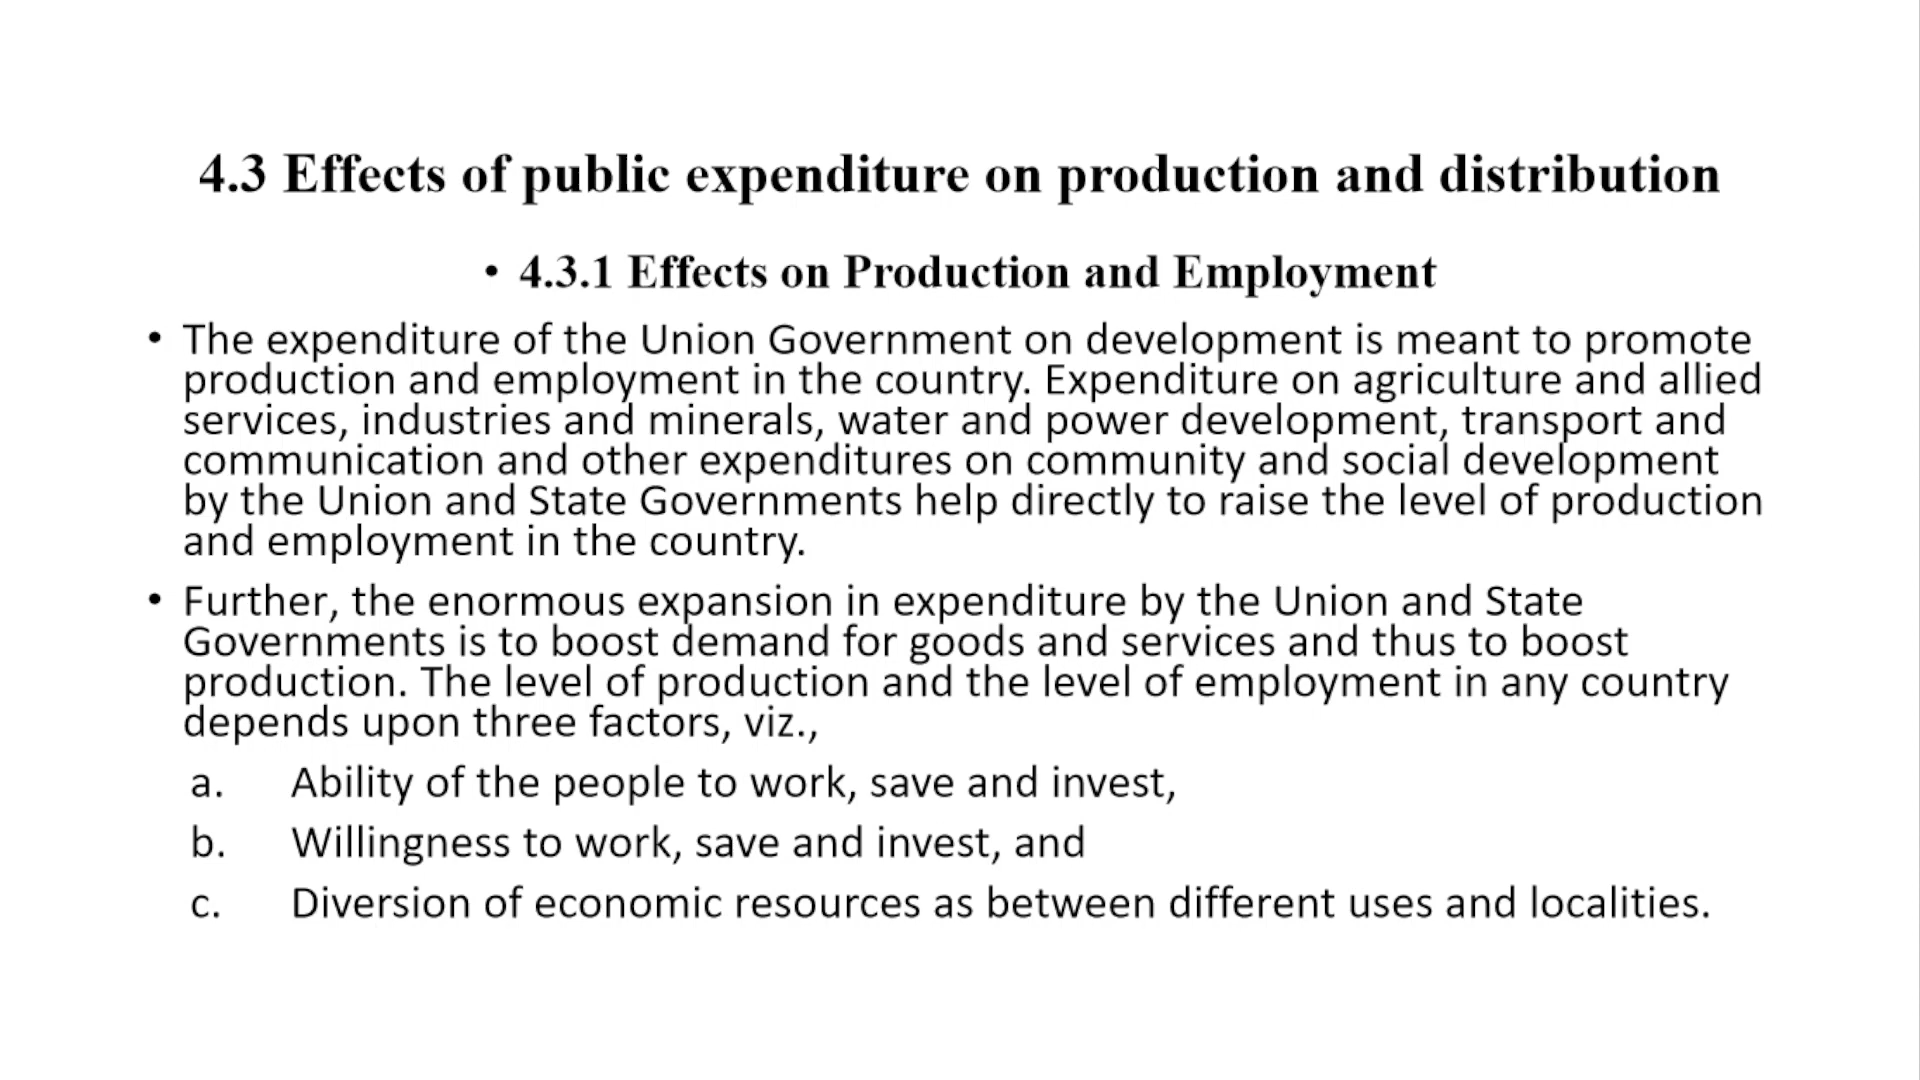 4.3 Effects of public expenditure on production and distribution
• 4.3.1 Effects on Production and Employment
• The expenditure of the Union Government on development is meant to promote
production and employment in the country. Expenditure on agriculture and allied
services, industries and minerals, water and power development, transport and
communication and other expenditures on community and social development
by the Union and State Governments help directly to raise the level of production
and employment in the country.
• Further, the enormous expansion in expenditure by the Union and State
Governments is to boost demand for goods and services and thus to boost
production. The level of production and the level of employment in any country
depends upon three factors, viz.,
a. Ability of the people to work, save and invest,
b. Willingness to work, save and invest, and
c. Diversion of economic resources as between different uses and localities.